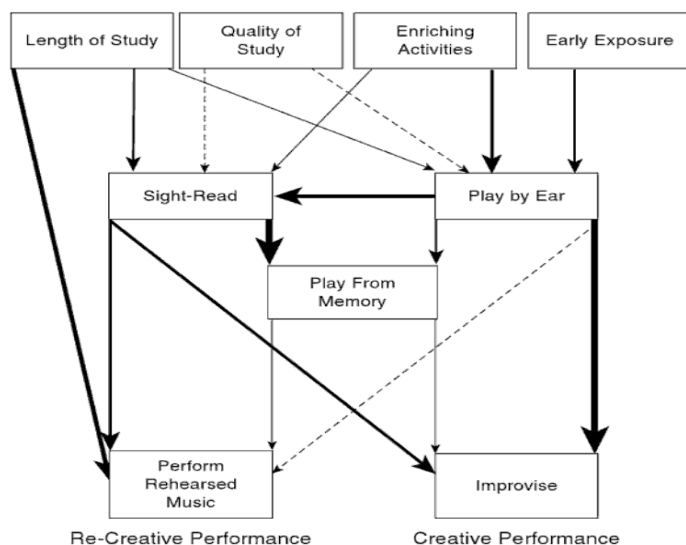 Length of Study
Quality of
Study
Enriching
Activities
Early Exposure
Sight-Read
Play by Ear
Play From
Memory
Perform
Rehearsed
Music
Improvise
Re-Creative Performance
Creative Performance